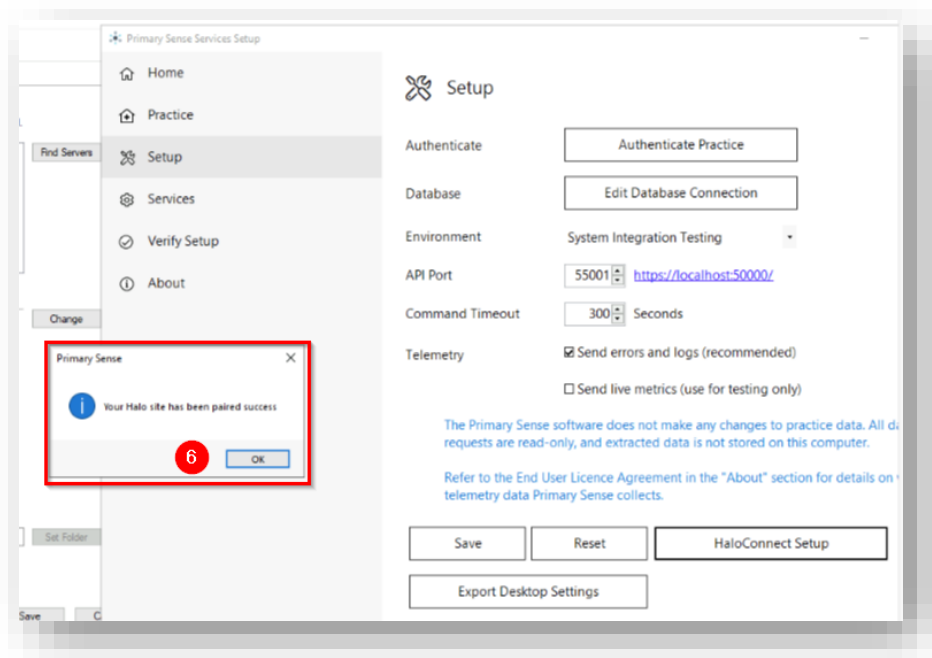 Primary Sense Services Setup
Home
Practice
Setup
Services
Verify Setup
About
Find Servers
Change
Set Folder
Save
C
Primary Sense
Your Halo site has been paired success
6
OK
Setup
Authenticate
Authenticate Practice
Database
Edit Database Connection
Environment
System Integration Testing
API Port
55001
https://localhost:50000/
Command Timeout
300
Seconds
Telemetry
Send errors and logs (recommended)
Send live metrics (use for testing only)
The Primary Sense software does not make any changes to practice data. All
requests are read-only, and extracted data is not stored on this computer.
Refer to the End User Licence Agreement in the "About" section for details on
telemetry data Primary Sense collects.
Save
Reset
HaloConnect Setup
Export Desktop Settings